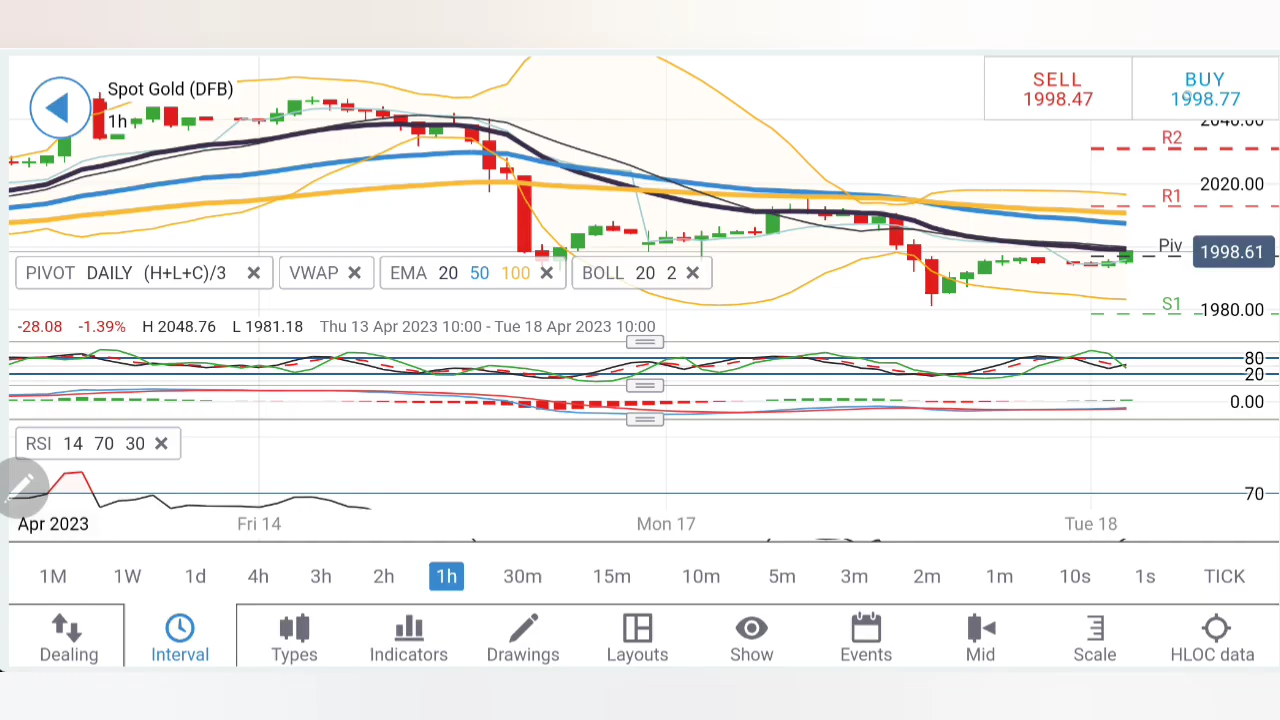 Spot Gold (DFB)
1h
SELL
1998.47
BUY
1998.77
2040.00
R2
2020.00
R1
Piv
1998.61
PIVOT DAILY (H+L+C)/3
VWAP
EMA 20 50 100
BOLL 20 2
S1
1980.00
-28.08 -1.39% H 2048.76 L 1981.18 Thu 13 Apr 2023 10:00 - Tue 18 Apr 2023 10:00
80
20
0.00
RSI 14 70 30
70
Apr 2023 Fri 14 Mon 17 Tue 18
1M 1W 1d 4h 3h 2h 1h 30m 15m 10m 5m 3m 2m 1m 10s 1s TICK
Dealing Interval Types Indicators Drawings Layouts Show Events Mid Scale HLOC data